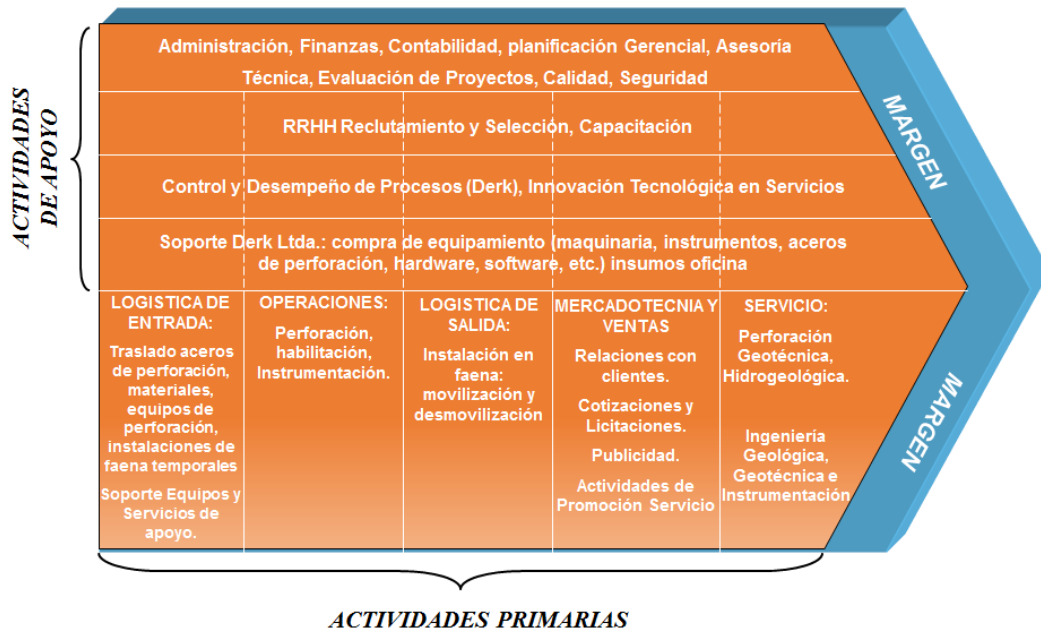 ACTIVIDADES
DE APOYO
Administración, Finanzas, Contabilidad, planificación Gerencial, Asesoría
Técnica, Evaluación de Proyectos, Calidad, Seguridad
RRHH Reclutamiento y Selección, Capacitación
Control y Desempeño de Procesos (Derk), Innovación Tecnológica en Servicios
Soporte Derk Ltda.: compra de equipamiento (maquinaria, instrumentos, aceros
de perforación, hardware, software, etc.) insumos oficina
MARGEN
LOGISTICA DE
ENTRADA:
Traslado aceros
de perforación,
materiales,
equipos de
perforación,
instalaciones de
faena temporales
Soporte Equipos y
Servicios de
apoyo.
OPERACIONES:
Perforación,
habilitación,
Instrumentación.
LOGISTICA DE
SALIDA:
Instalación en
faena:
movilización y
desmovilización
MERCADOTECNIA Y
VENTAS
Relaciones con
clientes.
Cotizaciones y
Licitaciones.
Publicidad.
Actividades de
Promoción Servicio
SERVICIO:
Perforación
Geotécnica,
Hidrogeológica.
Ingeniería
Geológica,
Geotécnica e
Instrumentación
MARGEN
ACTIVIDADES PRIMARIAS